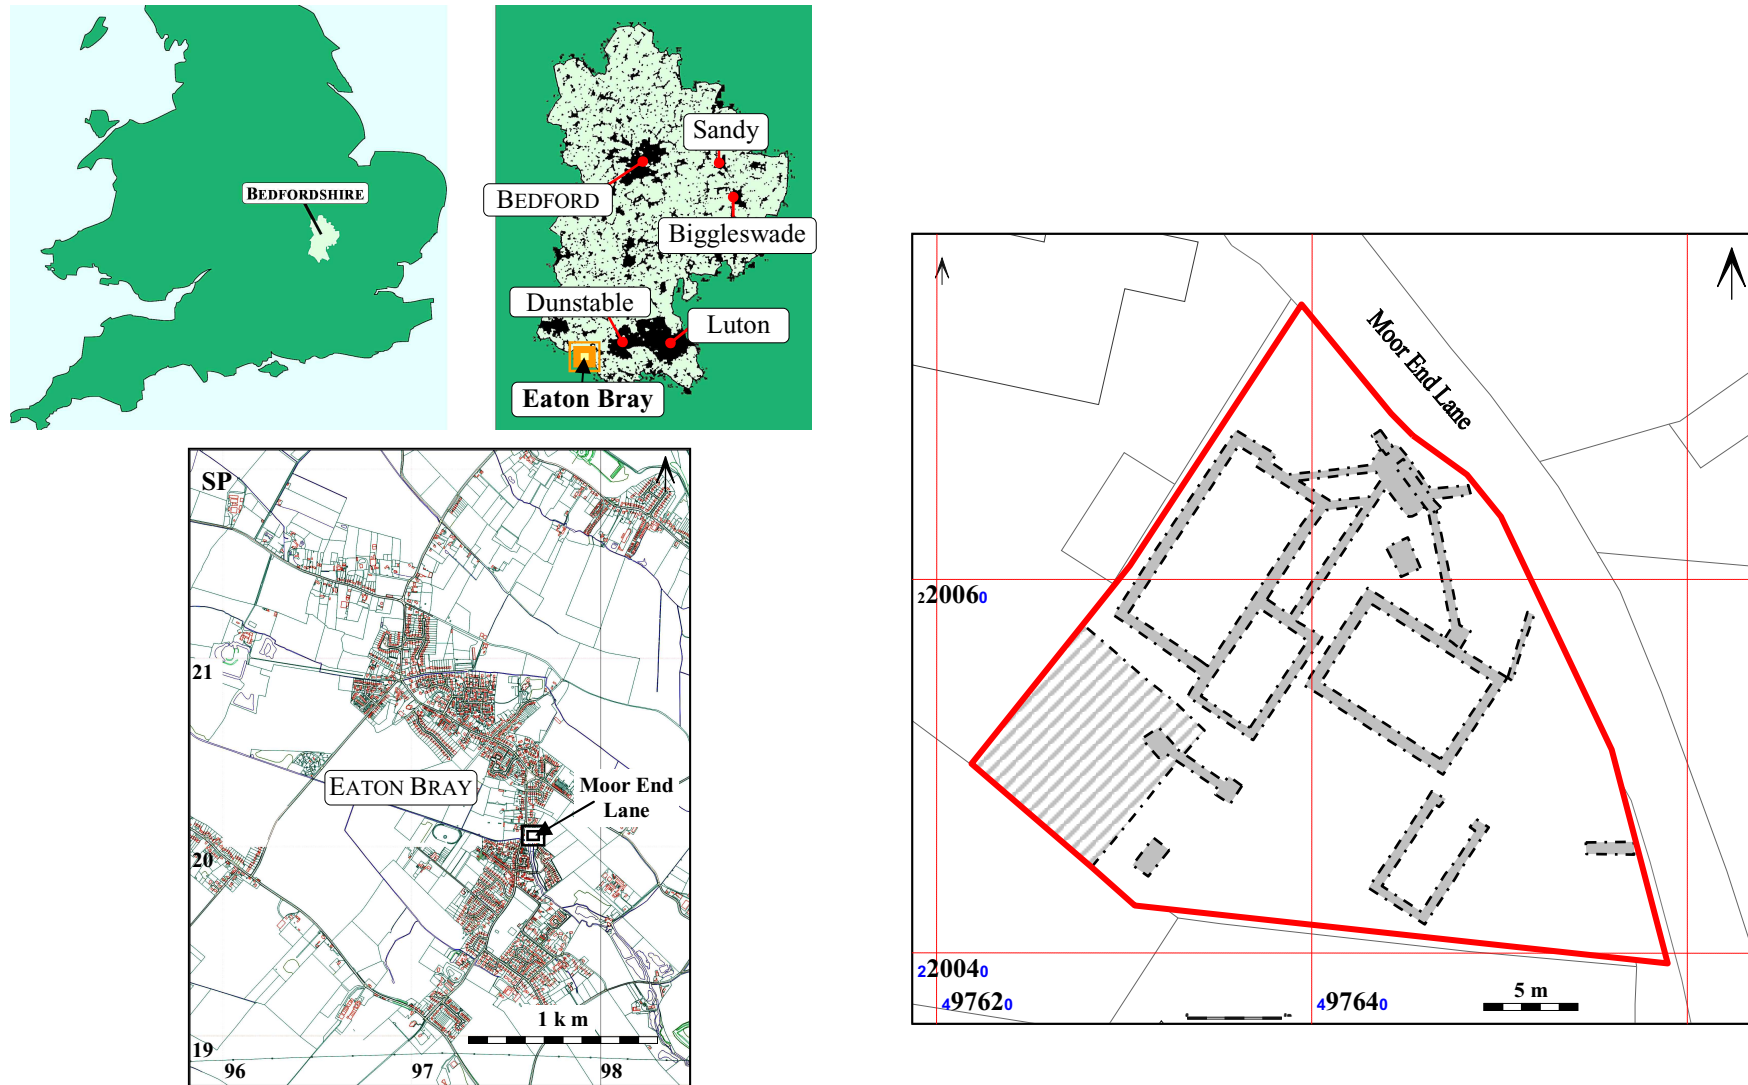 BEDFORDSHIRE
Sandy
BEDFORD
Biggleswade
Dunstable
Luton
Eaton Bray
SP
21
EATON BRAY
Moor End
Lane
20
1 k m
19
96
97
98
Moor End Lane
220060
220040
497620
497640
5 m